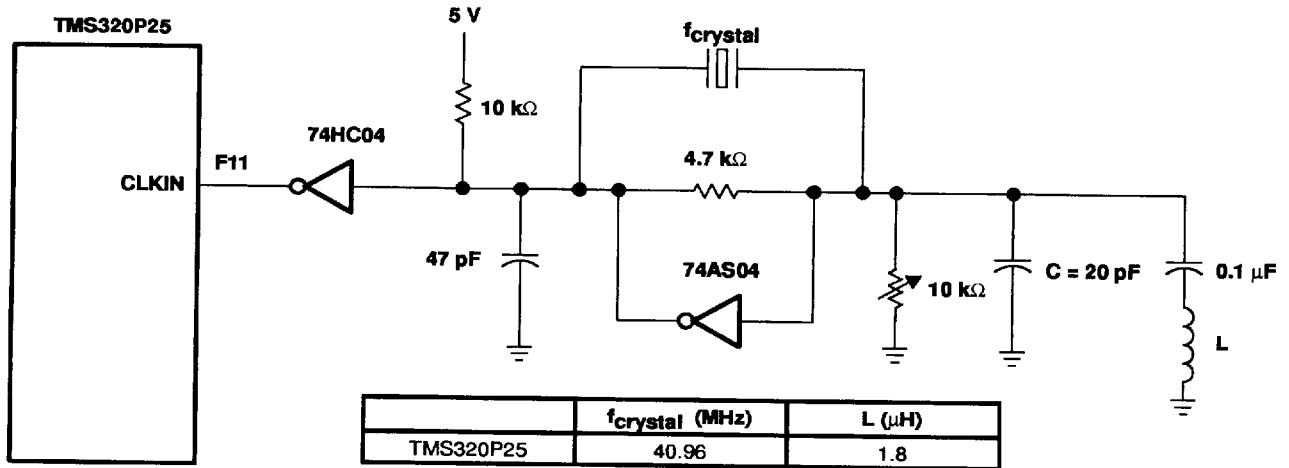 TMS320P25
5 V
fcrystal
10 kΩ
74HC04
F11
CLKIN
4.7 kΩ
47 pF
74AS04
10 kΩ
C = 20 pF
0.1 μF
L
fcrystal (MHz) L (μH)
TMS320P25 40.96 1.8